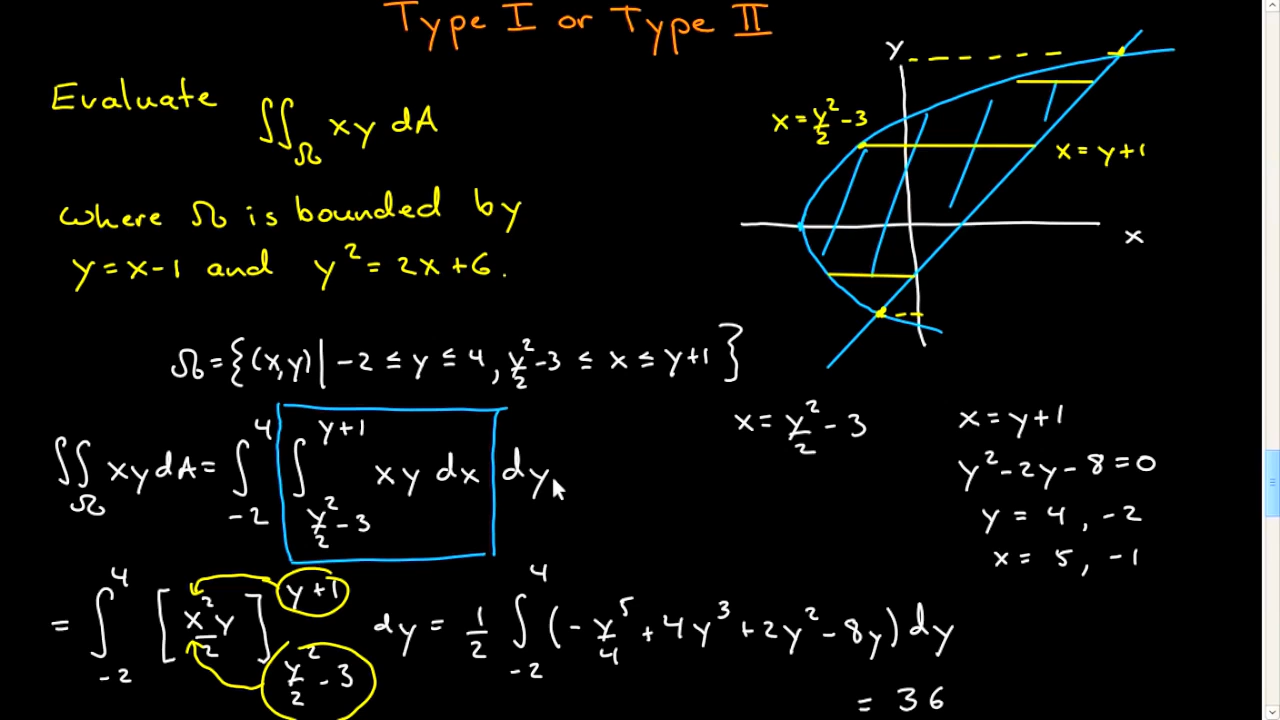 Type I or Type II
Evaluate ∬_Ω xy dA
where Ω is bounded by
y = x-1 and y² = 2x+6.
y
x = y²/2 - 3
x = y+1
x
Ω = {(x,y) | -2 ≤ y ≤ 4, y²/2 - 3 ≤ x ≤ y+1}
∬_Ω xy dA = ∫_{-2}^{4} ∫_{y²/2 - 3}^{y+1} xy dx dy
x = y²/2 - 3
x = y+1
y² - 2y - 8 = 0
y = 4, -2
x = 5, -1
= ∫_{-2}^{4} [x²y/2]_{y²/2 - 3}^{y+1} dy = 1/2 ∫_{-2}^{4} (-y⁵/4 + 4y³ + 2y² - 8y) dy
= 36